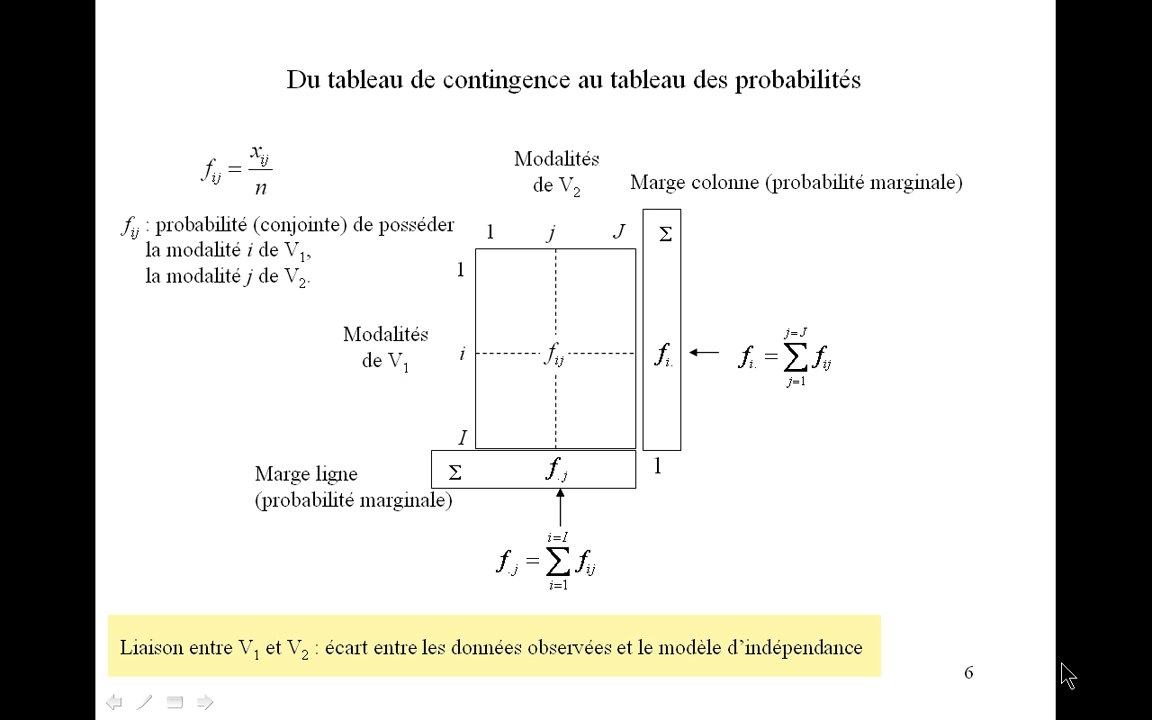 Du tableau de contingence au tableau des probabilités
f_ij = x_ij / n
f_ij : probabilité (conjointe) de posséder
la modalité i de V₁,
la modalité j de V₂.
Modalités
de V₂
Marge colonne (probabilité marginale)
1 j J Σ
1
Modalités
de V₁
i f_ij f_i. f_i. = ∑_{j=1}^{j=J} f_ij
I
Marge ligne
(probabilité marginale)
Σ f_.j 1
f_.j = ∑_{i=1}^{i=I} f_ij
Liaison entre V₁ et V₂ : écart entre les données observées et le modèle d’indépendance
6